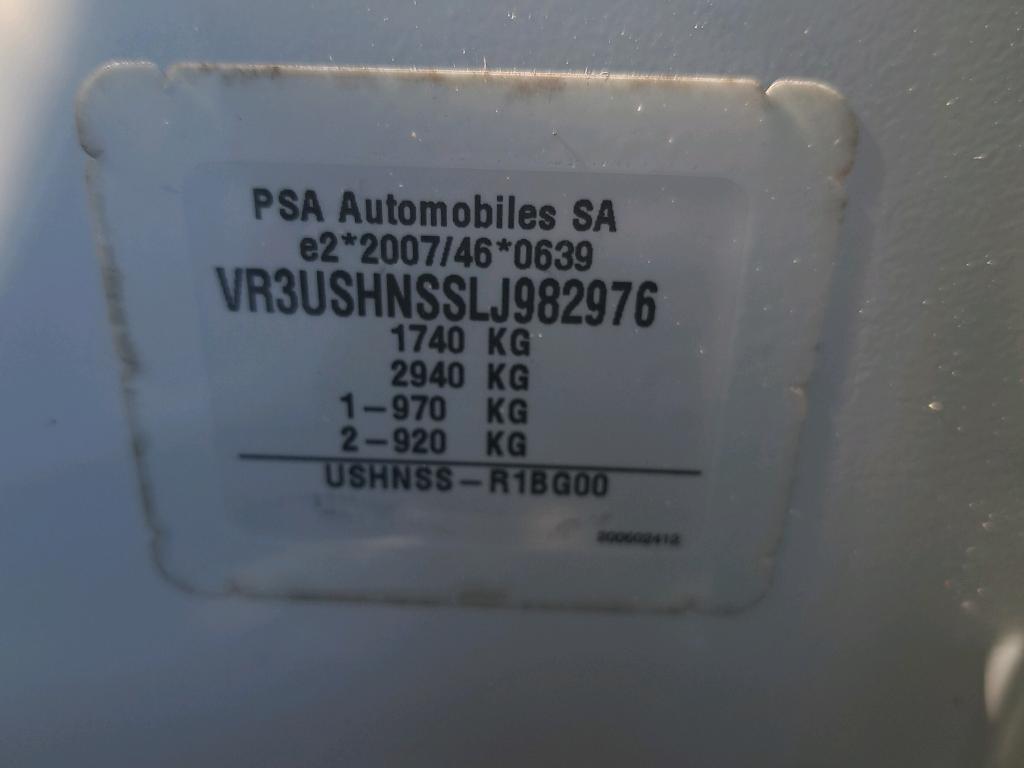 PSA Automobiles SA
e2*2007/46*0639
VR3USHNSSLJ982976
1740 KG
2940 KG
1-970 KG
2-920 KG
USHNSS-R1BG00